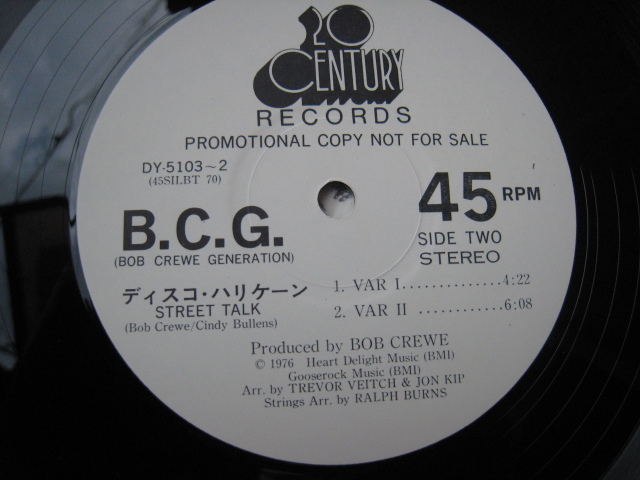 20
CENTURY
RECORDS
PROMOTIONAL COPY NOT FOR SALE
DY-5103~2
(45SILBT 70)
B.C.G.
(BOB CREWE GENERATION)
45 RPM
SIDE TWO
STEREO
ディスコ・ハリケーン
STREET TALK
(Bob Crewe/Cindy Bullens)
1. VAR I..............4:22
2. VAR II ............6:08
Produced by BOB CREWE
© 1976 Heart Delight Music (BMI)
Gooserock Music (BMI)
Arr. by TREVOR VEITCH & JON KIP
Strings Arr. by RALPH BURNS